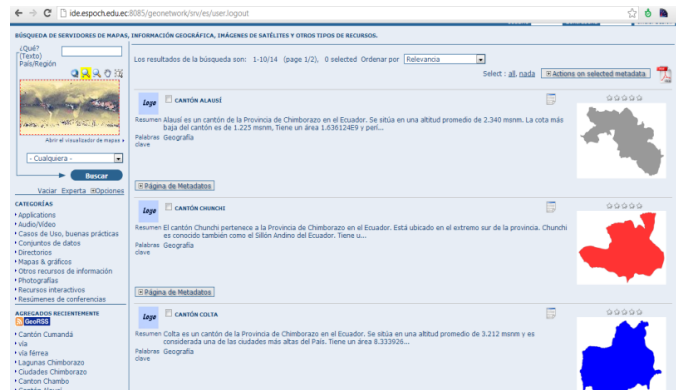 ide.espoch.edu.ec:8085/geonetwork/srv/es/user.logout
BÚSQUEDA DE SERVIDORES DE MAPAS, INFORMACIÓN GEOGRÁFICA, IMÁGENES DE SATÉLITES Y OTROS TIPOS DE RECURSOS.
¿Qué?
(Texto)
País/Región
Abrir el visualizador de mapas
- Cualquiera -
Buscar
Vaciar Experta Opciones
CATEGORÍAS
Applications
Audio/Vídeo
Casos de Uso, buenas prácticas
Conjuntos de datos
Directorios
Mapas & gráficos
Otros recursos de información
Photografías
Recursos interactivos
Resúmenes de conferencias
AGREGADOS RECIENTEMENTE
GeoRSS
Cantón Cumandá
vía
vía férrea
Lagunas Chimborazo
Ciudades Chimborazo
Canton Chambo
Los resultados de la búsqueda son: 1-10/14 (page 1/2), 0 selected Ordenar por Relevancia
Select : all, nada Actions on selected metadata
Logo CANTÓN ALAUSÍ
Resumen Alausí es un cantón de la Provincia de Chimborazo en el Ecuador. Se sitúa en una altitud promedio de 2.340 msnm. La cota más
baja del cantón es de 1.225 msnm, Tiene un área 1.636124E9 y perí...
Palabras Geografía
clave
Página de Metadatos
Logo CANTÓN CHUNCHI
Resumen El cantón Chunchi pertenece a la Provincia de Chimborazo en el Ecuador. Está ubicado en el extremo sur de la provincia. Chunchi
es conocido también como el Sillón Andino del Ecuador. Tiene u...
Palabras Geografía
clave
Página de Metadatos
Logo CANTÓN COLTA
Resumen Colta es un cantón de la Provincia de Chimborazo en el Ecuador. Se sitúa en una altitud promedio de 3.212 msnm y es
considerada una de las ciudades más altas del País. Tiene un área 8.333926...
Palabras Geografía
clave